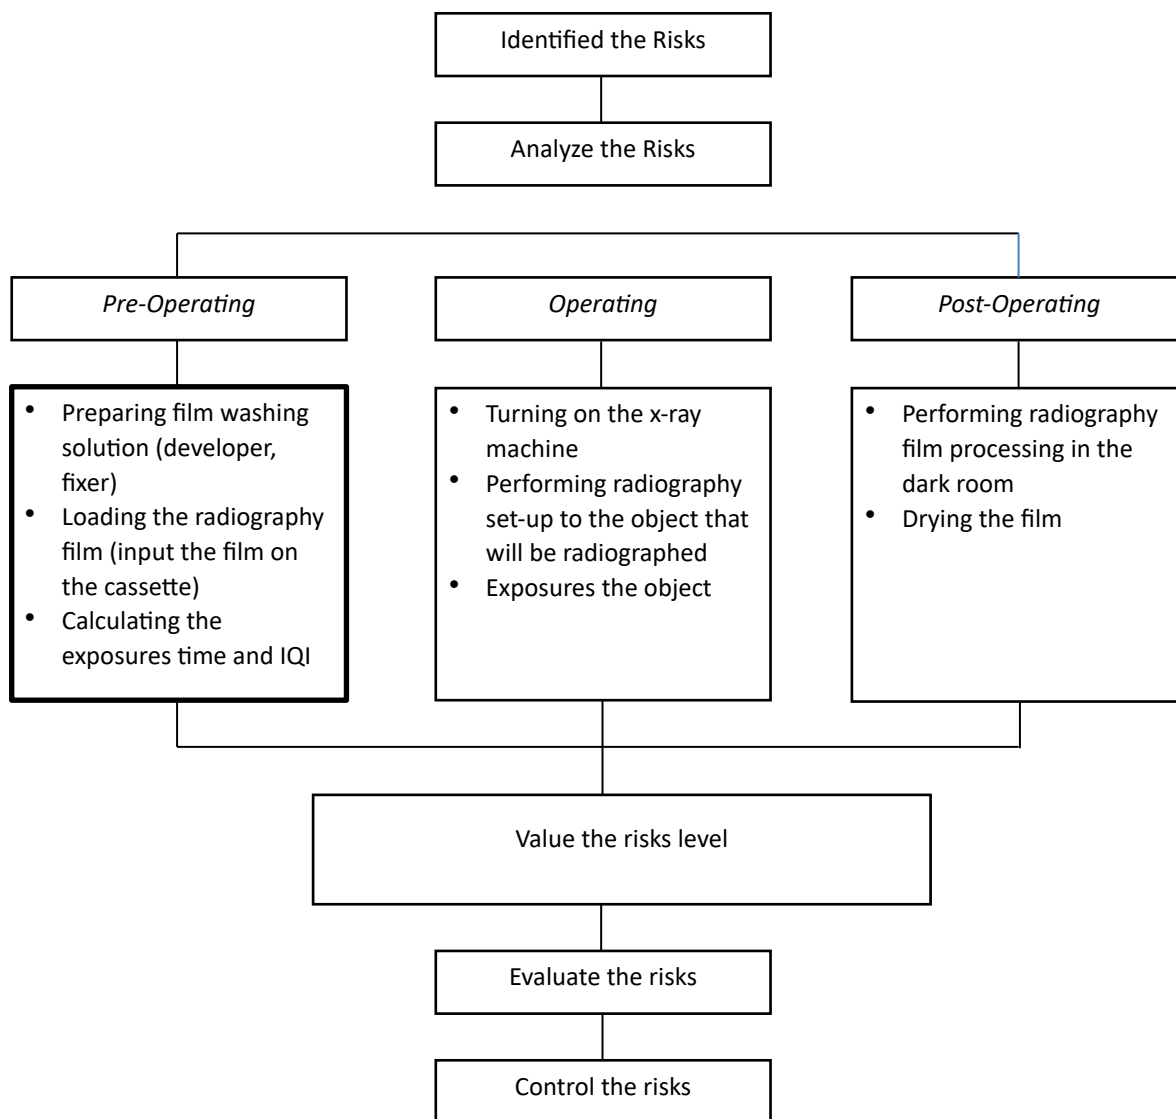 Identified the Risks
Analyze the Risks
Pre-Operating
• Preparing film washing
solution (developer,
fixer)
• Loading the radiography
film (input the film on
the cassette)
• Calculating the
exposures time and IQI
Operating
• Turning on the x-ray
machine
• Performing radiography
set-up to the object that
will be radiographed
• Exposures the object
Post-Operating
• Performing radiography
film processing in the
dark room
• Drying the film
Value the risks level
Evaluate the risks
Control the risks